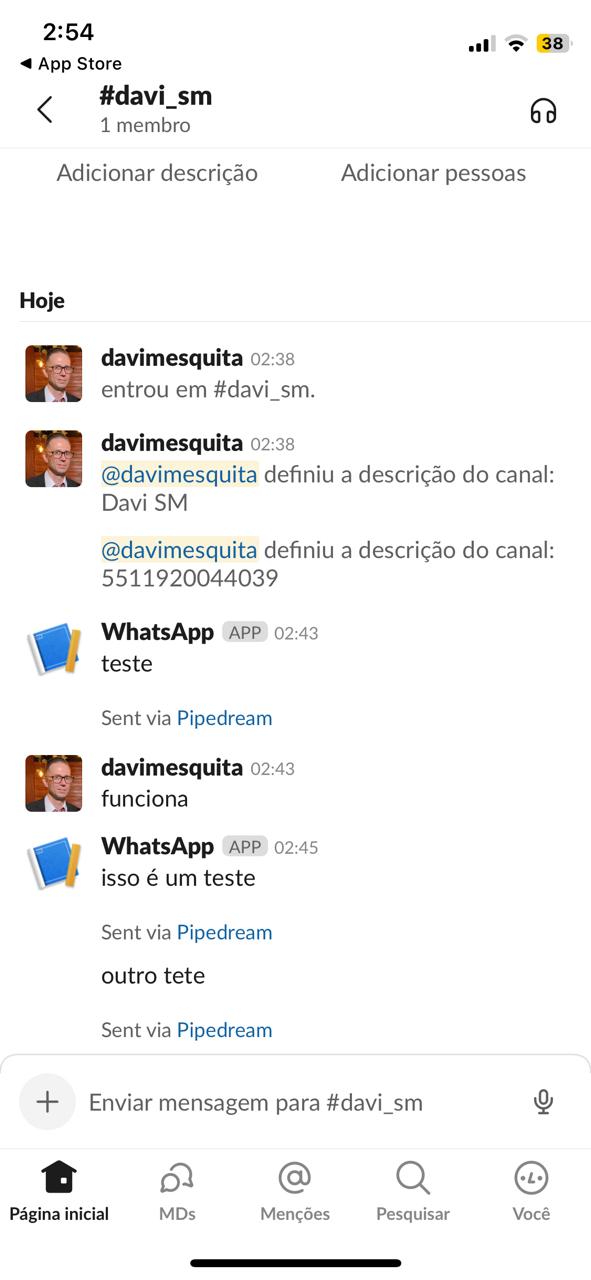 2:54
38
◀ App Store
#davi_sm
1 membro
Adicionar descrição
Adicionar pessoas
Hoje
davimesquita 02:38
entrou em #davi_sm.
davimesquita 02:38
@davimesquita definiu a descrição do canal:
Davi SM
@davimesquita definiu a descrição do canal:
5511920044039
WhatsApp APP 02:43
teste
Sent via Pipedream
davimesquita 02:43
funciona
WhatsApp APP 02:45
isso é um teste
Sent via Pipedream
outro tete
Sent via Pipedream
Enviar mensagem para #davi_sm
Página inicial
MDs
Menções
Pesquisar
Você